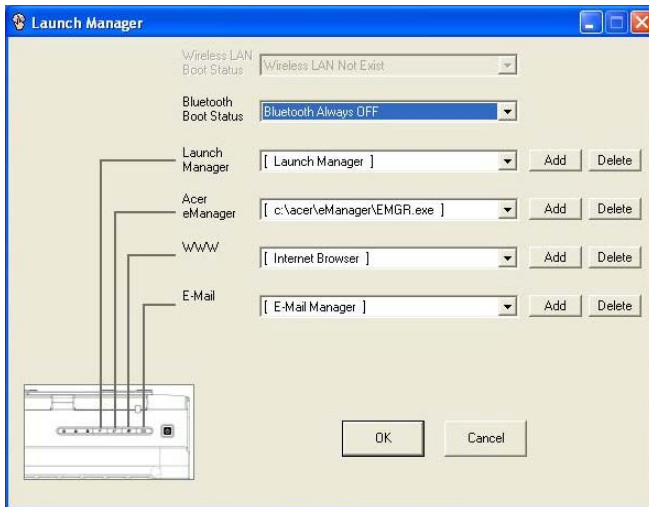 Launch Manager
Wireless LAN
Boot Status
Wireless LAN Not Exist
Bluetooth
Boot Status
Bluetooth Always OFF
Launch
Manager
[ Launch Manager ]
Add
Delete
Acer
eManager
[ c:\acer\eManager\EMGR.exe ]
Add
Delete
WWW
[ Internet Browser ]
Add
Delete
E-Mail
[ E-Mail Manager ]
Add
Delete
OK
Cancel